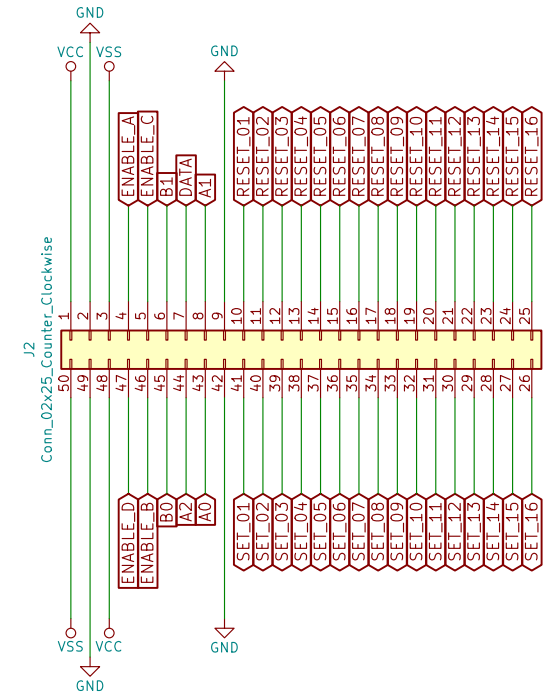 GND
VCC
VSS
GND
ENABLE_A
ENABLE_C
B1
DATA
A1
RESET_01
RESET_02
RESET_03
RESET_04
RESET_05
RESET_06
RESET_07
RESET_08
RESET_09
RESET_10
RESET_11
RESET_12
RESET_13
RESET_14
RESET_15
RESET_16
J2
Conn_02x25_Counter_Clockwise
1
2
3
4
5
6
7
8
9
10
11
12
13
14
15
16
17
18
19
20
21
22
23
24
25
50
49
48
47
46
45
44
43
42
41
40
39
38
37
36
35
34
33
32
31
30
29
28
27
26
ENABLE_D
ENABLE_B
B0
A2
A0
SET_01
SET_02
SET_03
SET_04
SET_05
SET_06
SET_07
SET_08
SET_09
SET_10
SET_11
SET_12
SET_13
SET_14
SET_15
SET_16
VSS
VCC
GND
GND